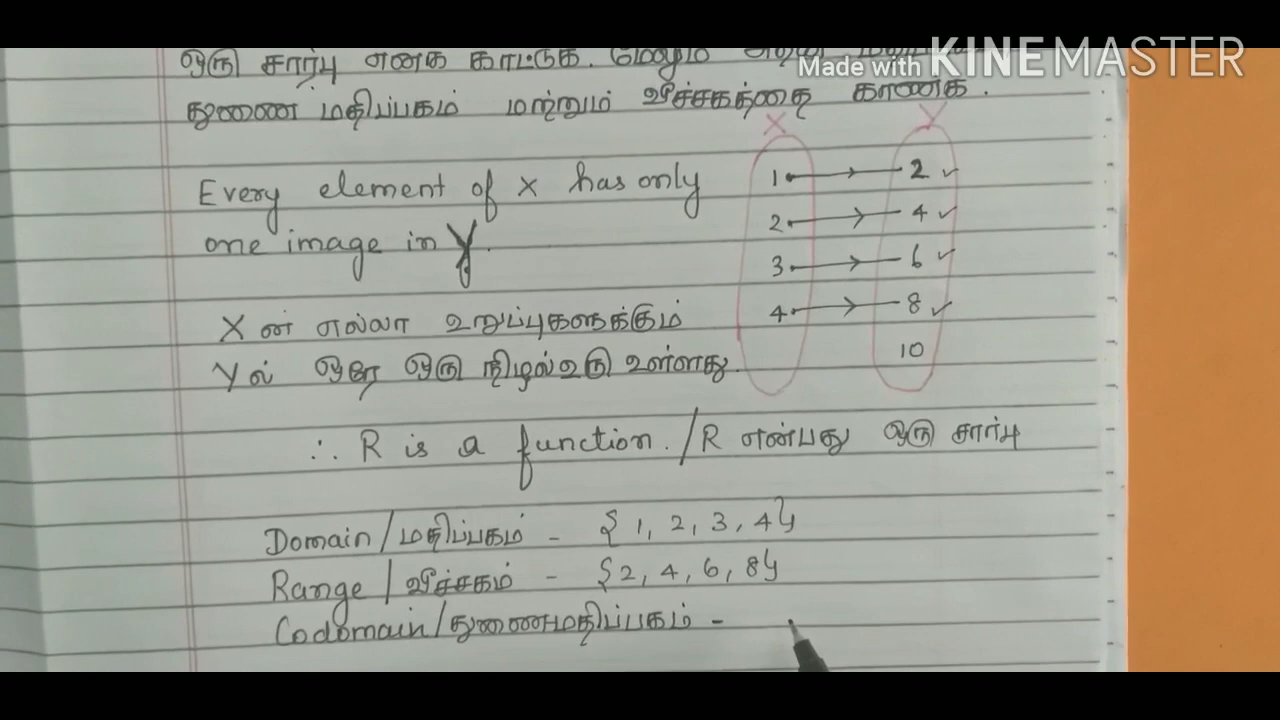 Made with KINEMASTER
ஒரு சார்பு எனக் காட்டுக. மேலும்
துணை மதிப்பகம் மற்றும் வீச்சகத்தை காண்க.
X Y
Every element of X has only
one image in Y.
1 2 ✓
2 4 ✓
3 6 ✓
4 8 ✓
10
X ன் எல்லா உறுப்புகளுக்கும்
Y ல் ஒரே ஒரு நிழல்உரு உள்ளது.
∴ R is a function. / R என்பது ஒரு சார்பு
Domain / மதிப்பகம் - {1, 2, 3, 4}
Range / வீச்சகம் - {2, 4, 6, 8}
Codomain / துணைமதிப்பகம் -